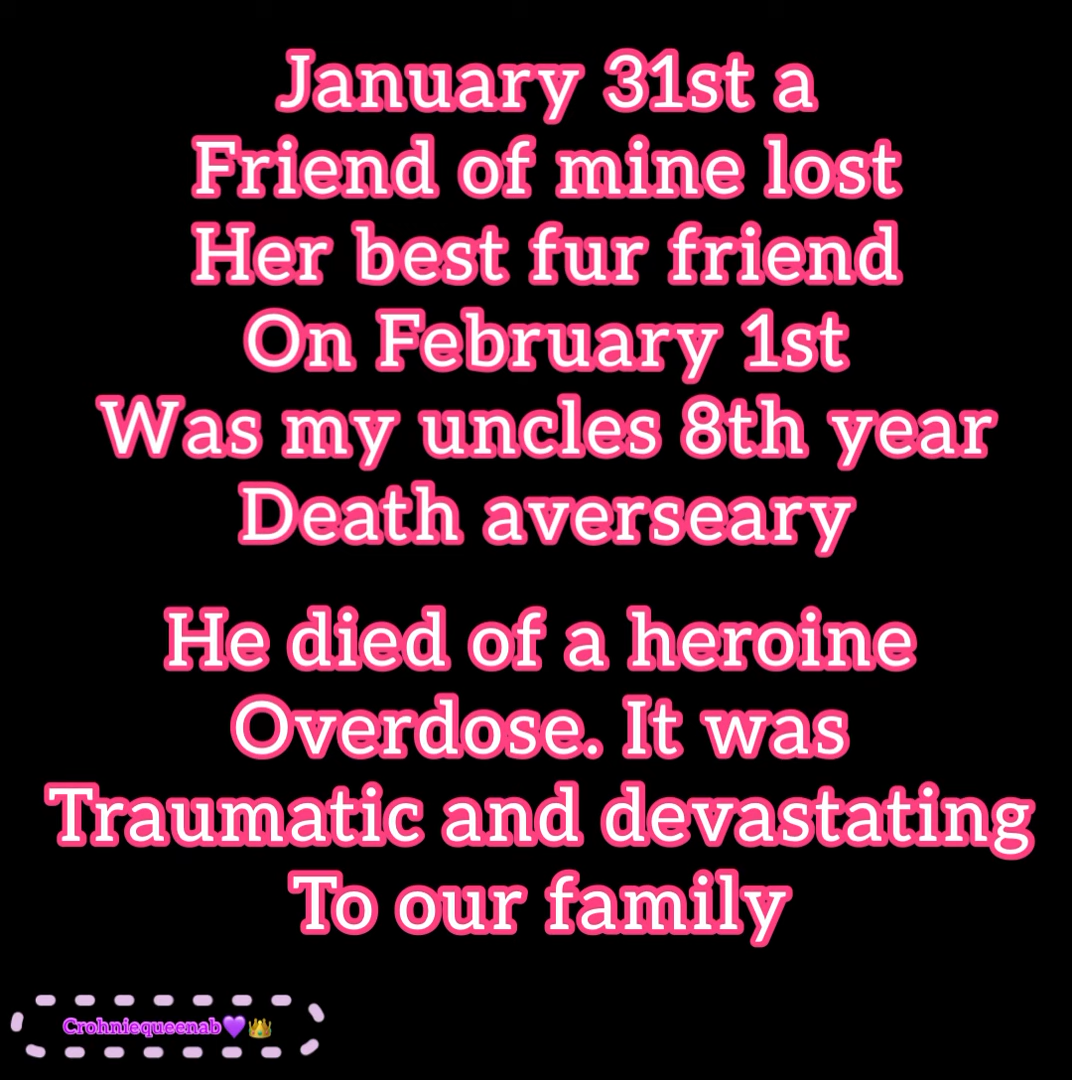 January 31st a
Friend of mine lost
Her best fur friend
On February 1st
Was my uncles 8th year
Death averseary
He died of a heroine
Overdose. It was
Traumatic and devastating
To our family
Crohniequeenab💜👑